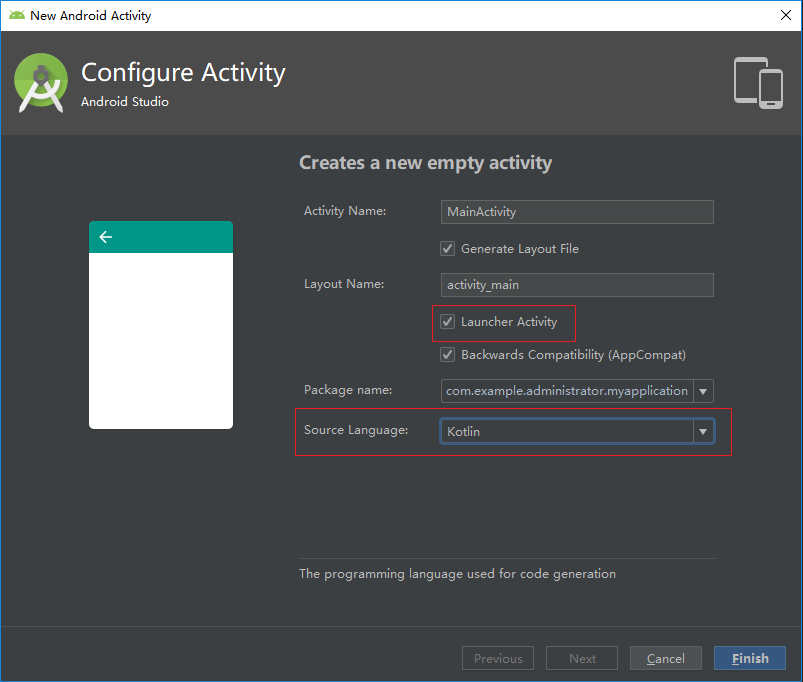 New Android Activity
Configure Activity
Android Studio
Creates a new empty activity
Activity Name: MainActivity
Generate Layout File
Layout Name: activity_main
Launcher Activity
Backwards Compatibility (AppCompat)
Package name: com.example.administrator.myapplication
Source Language: Kotlin
The programming language used for code generation
Previous Next Cancel Finish